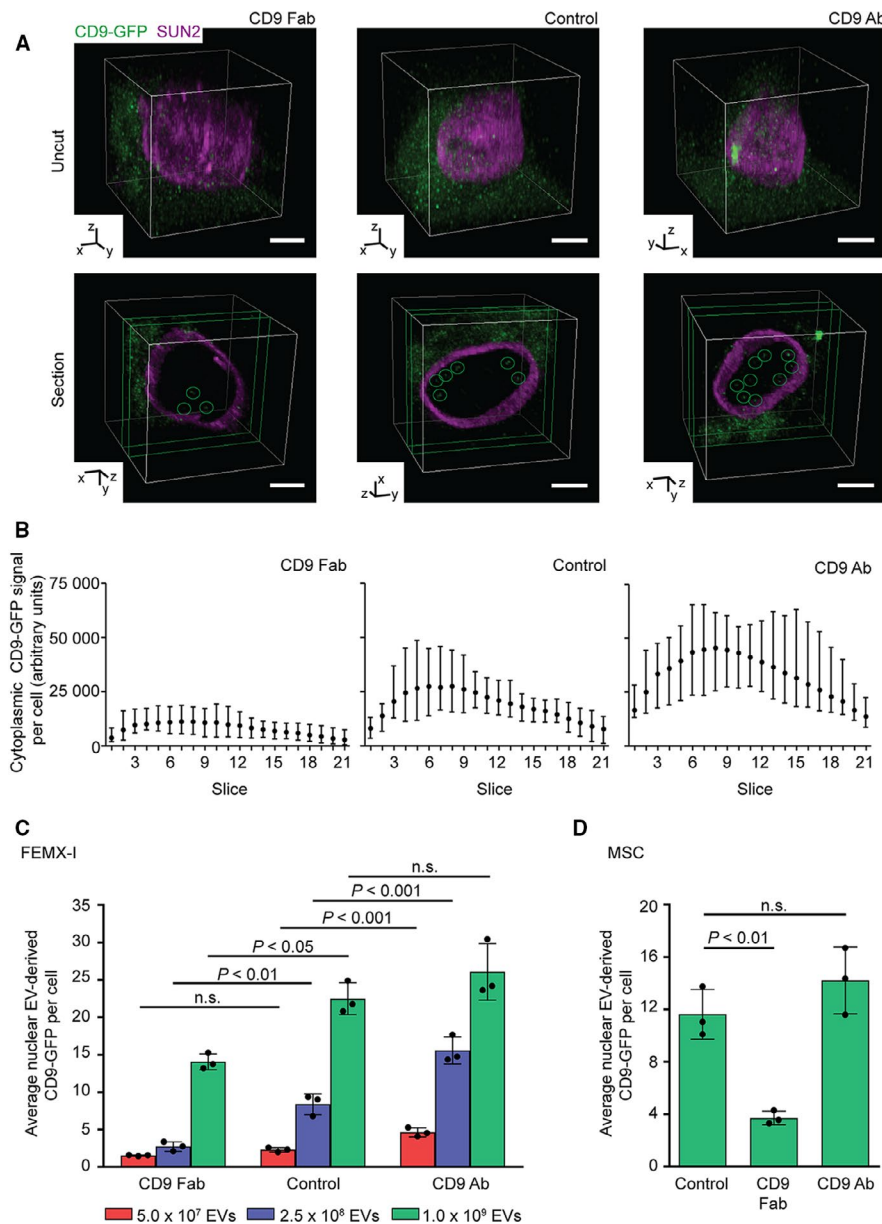 A
CD9-GFP SUN2
CD9 Fab
Control
CD9 Ab
Uncut
z
x y
z
x y
z
y x
Section
x z
y
x
z y
x z
y
B
Cytoplasmic CD9-GFP signal
per cell (arbitrary units)
CD9 Fab
Control
CD9 Ab
75 000
50 000
25 000
0
3 6 9 12 15 18 21
3 6 9 12 15 18 21
3 6 9 12 15 18 21
Slice
Slice
Slice
C
FEMX-I
n.s.
P < 0.001
P < 0.001
P < 0.05
P < 0.01
n.s.
Average nuclear EV-derived
CD9-GFP per cell
35
30
25
20
15
10
5
0
CD9 Fab
Control
CD9 Ab
5.0 x 10⁷ EVs
2.5 x 10⁸ EVs
1.0 x 10⁹ EVs
D
MSC
n.s.
P < 0.01
Average nuclear EV-derived
CD9-GFP per cell
20
16
12
8
4
0
Control
CD9
Fab
CD9 Ab